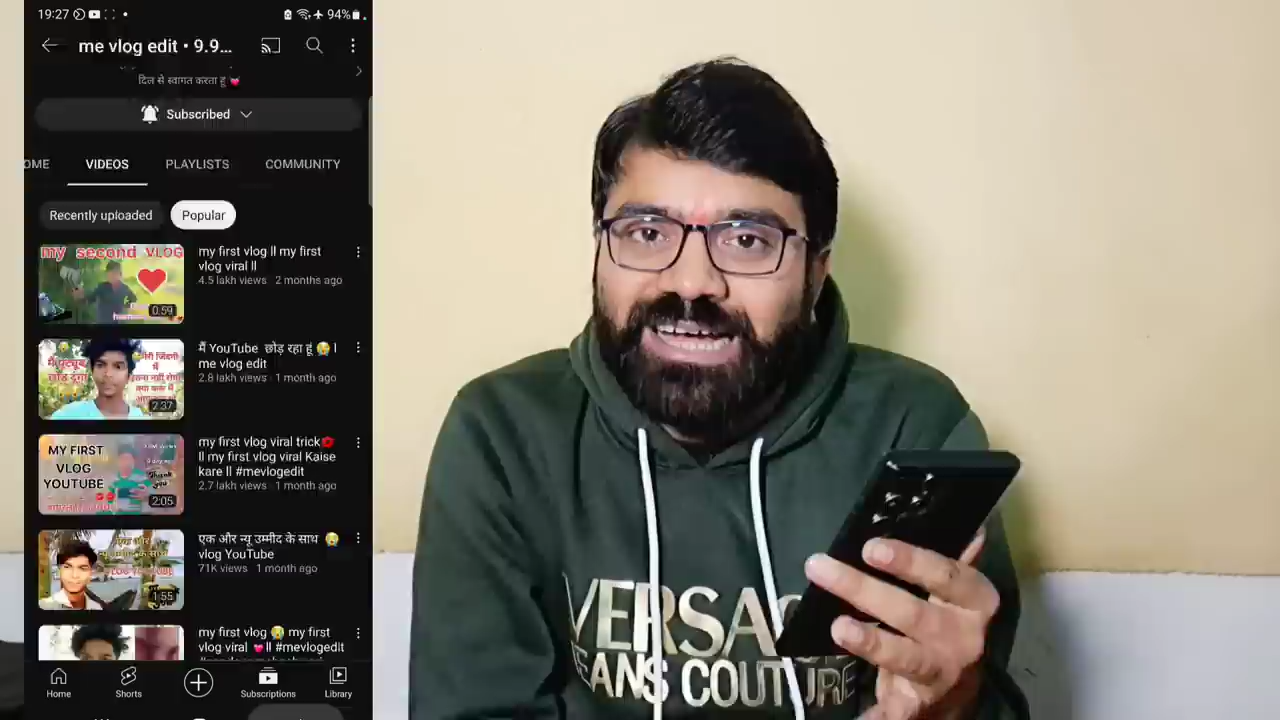 19:27 94%
me vlog edit • 9.9...
दिल से स्वागत करता हूं 💓
Subscribed
OME VIDEOS PLAYLISTS COMMUNITY
Recently uploaded Popular
my second VLOG
0:59
my first vlog ll my first
vlog viral ll
4.5 lakh views 2 months ago
2:37
मैं YouTube छोड़ रहा हूं 😭 l
me vlog edit
2.8 lakh views 1 month ago
MY FIRST
VLOG
YOUTUBE
2:05
my first vlog viral trick🌺
ll my first vlog viral Kaise
kare ll #mevlogedit
2.7 lakh views 1 month ago
1:55
एक और न्यू उम्मीद के साथ 😭
vlog YouTube
71K views 1 month ago
my first vlog 😭 my first
vlog viral 💓ll #mevlogedit
Home Shorts Subscriptions Library
VERSA
JEANS COUTURE